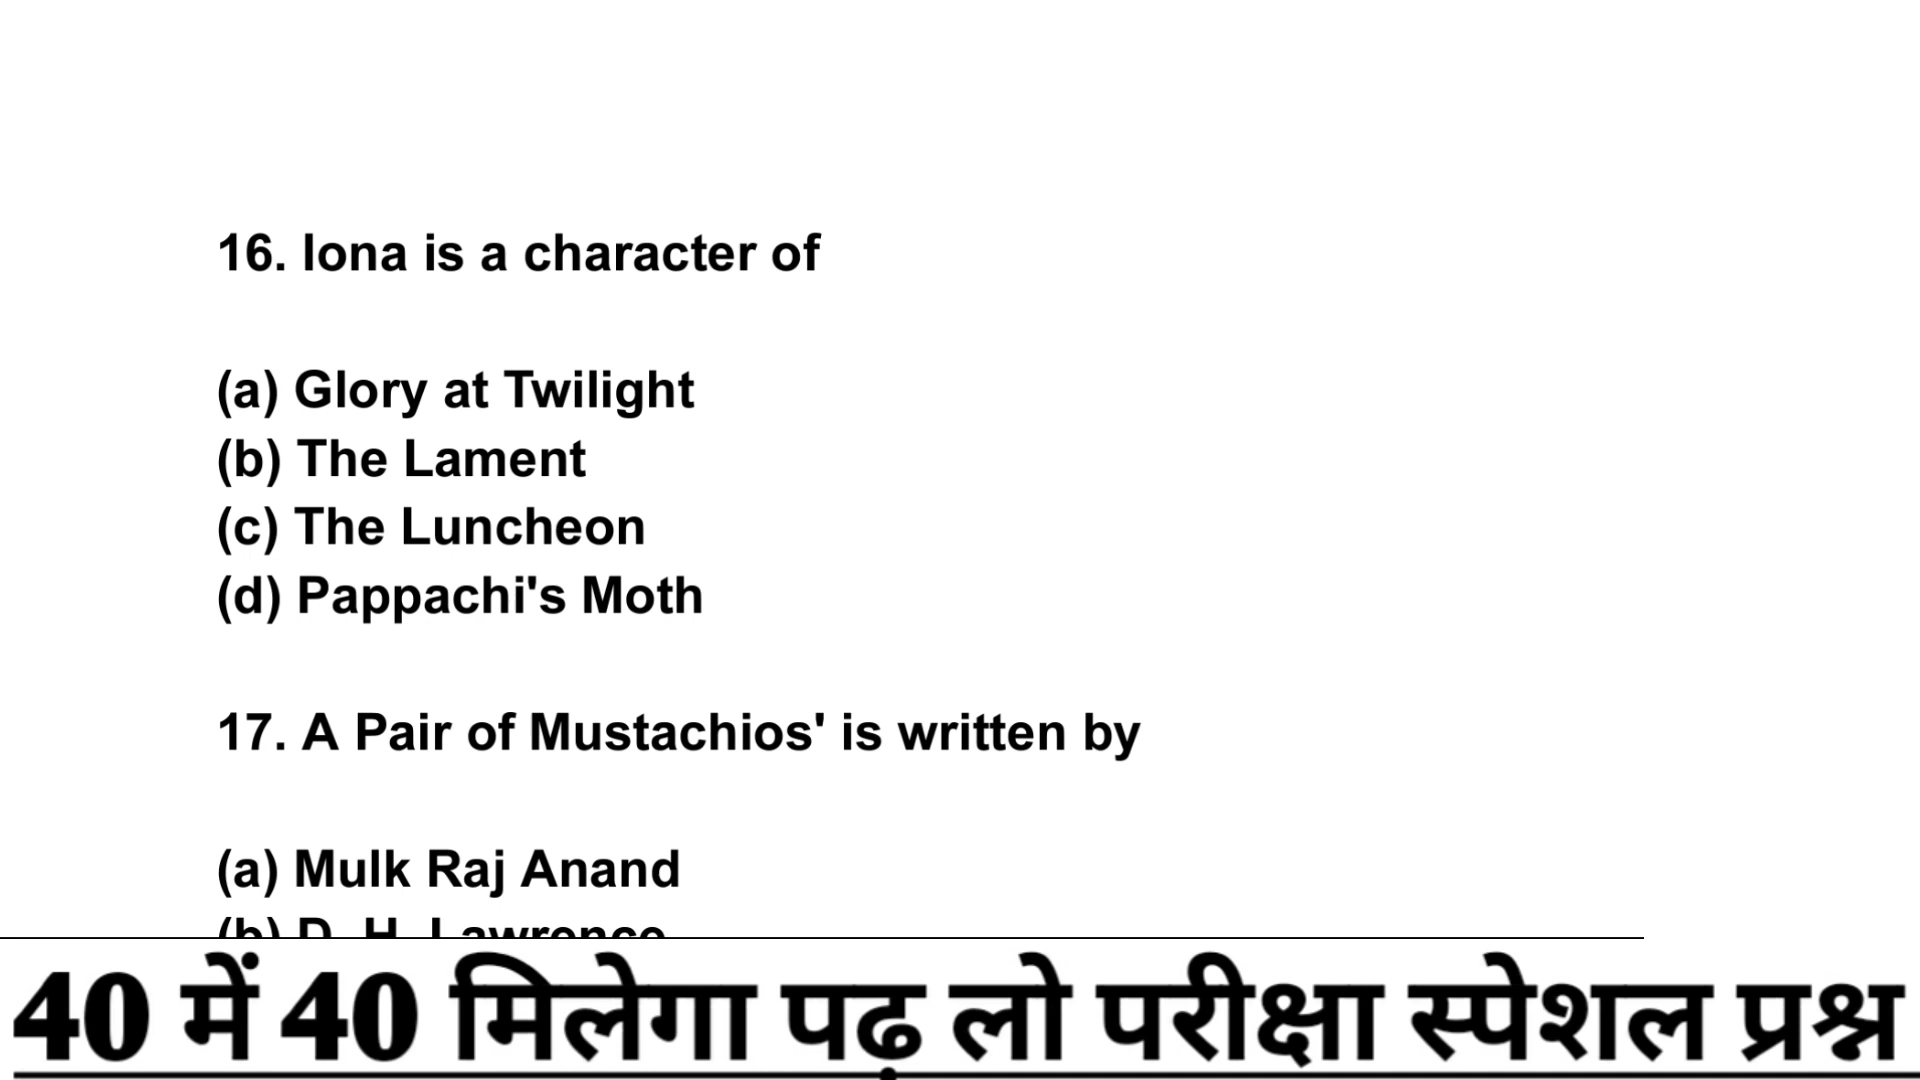 16. Iona is a character of
(a) Glory at Twilight
(b) The Lament
(c) The Luncheon
(d) Pappachi's Moth
17. A Pair of Mustachios' is written by
(a) Mulk Raj Anand
(b) D. H. Lawrence
40 में 40 मिलेगा पढ़ लो परीक्षा स्पेशल प्रश्न